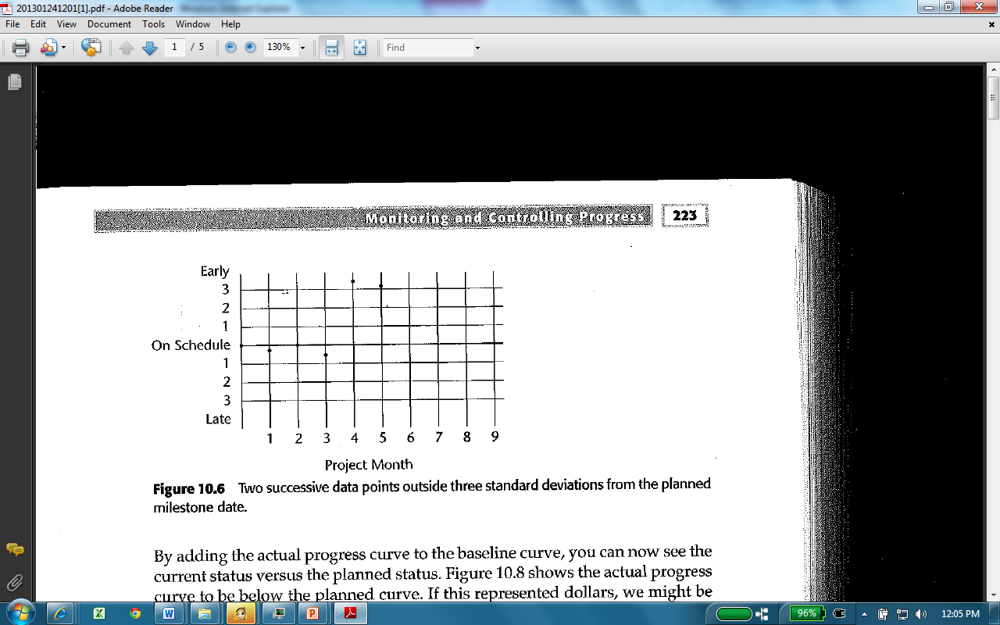 201301241201[1].pdf - Adobe Reader
File Edit View Document Tools Window Help
1 / 5 130% Find
Monitoring and Controlling Progress 223
Early
3
2
1
On Schedule
1
2
3
Late
1 2 3 4 5 6 7 8 9
Project Month
Figure 10.6 Two successive data points outside three standard deviations from the planned
milestone date.
By adding the actual progress curve to the baseline curve, you can now see the
current status versus the planned status. Figure 10.8 shows the actual progress
curve to be below the planned curve. If this represented dollars, we might be
96% 12:05 PM